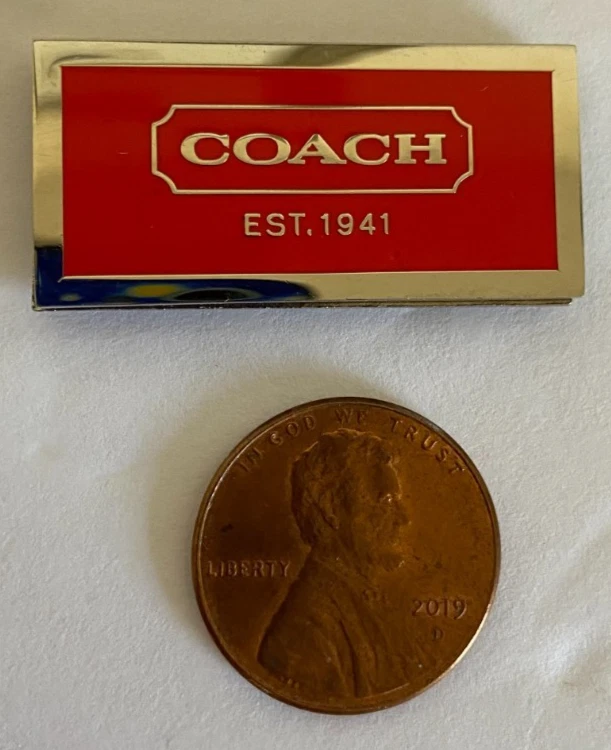 COACH
EST. 1941
IN GOD WE TRUST
LIBERTY
2019
D